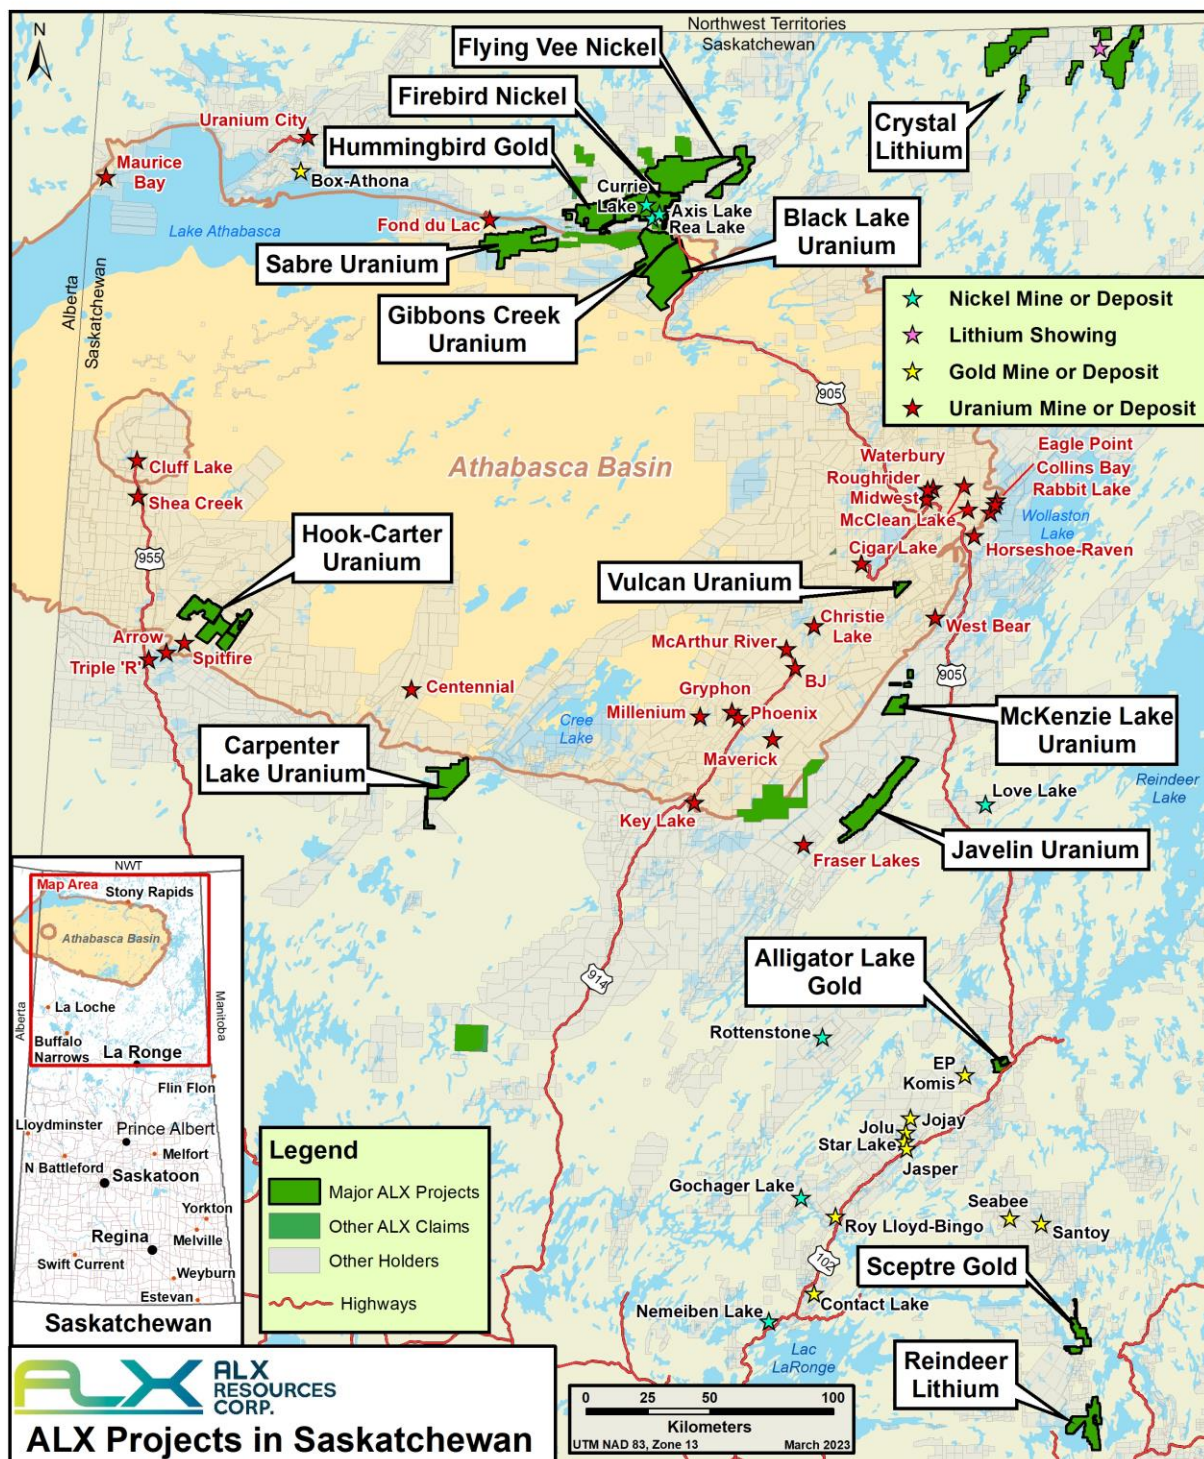 Northwest Territories
Saskatchewan
N
Flying Vee Nickel
Firebird Nickel
Hummingbird Gold
Crystal
Lithium
Uranium City
Maurice
Bay
Box-Athona
Currie
Lake
Axis Lake
Rea Lake
Black Lake
Uranium
Fond du Lac
Lake Athabasca
Sabre Uranium
Gibbons Creek
Uranium
Alberta
Saskatchewan
Nickel Mine or Deposit
Lithium Showing
Gold Mine or Deposit
Uranium Mine or Deposit
905
Athabasca Basin
Cluff Lake
Shea Creek
955
Waterbury
Roughrider
Midwest
McClean Lake
Eagle Point
Collins Bay
Rabbit Lake
Wollaston
Lake
Horseshoe-Raven
Cigar Lake
Hook-Carter
Uranium
Vulcan Uranium
Christie
Lake
West Bear
McArthur River
BJ
905
Arrow
Triple 'R'
Spitfire
Centennial
Gryphon
Millenium
Phoenix
Maverick
Cree
Lake
McKenzie Lake
Uranium
Carpenter
Lake Uranium
Key Lake
Love Lake
Reindeer
Lake
Fraser Lakes
Javelin Uranium
NWT
Map Area
Stony Rapids
Athabasca Basin
Alberta
Manitoba
La Loche
Buffalo
Narrows
La Ronge
Flin Flon
Lloydminster
Prince Albert
N Battleford
Melfort
Saskatoon
Yorkton
Regina
Melville
Swift Current
Weyburn
Estevan
Saskatchewan
914
Alligator Lake
Gold
Rottenstone
EP
Komis
Jojay
Jolu
Star Lake
Jasper
Gochager Lake
Roy Lloyd-Bingo
Seabee
Santoy
102
Sceptre Gold
Contact Lake
Nemeiben Lake
Lac
LaRonge
Reindeer
Lithium
Legend
Major ALX Projects
Other ALX Claims
Other Holders
Highways
ALX
ALX
RESOURCES
CORP.
ALX Projects in Saskatchewan
0 25 50 100
Kilometers
UTM NAD 83, Zone 13 March 2023